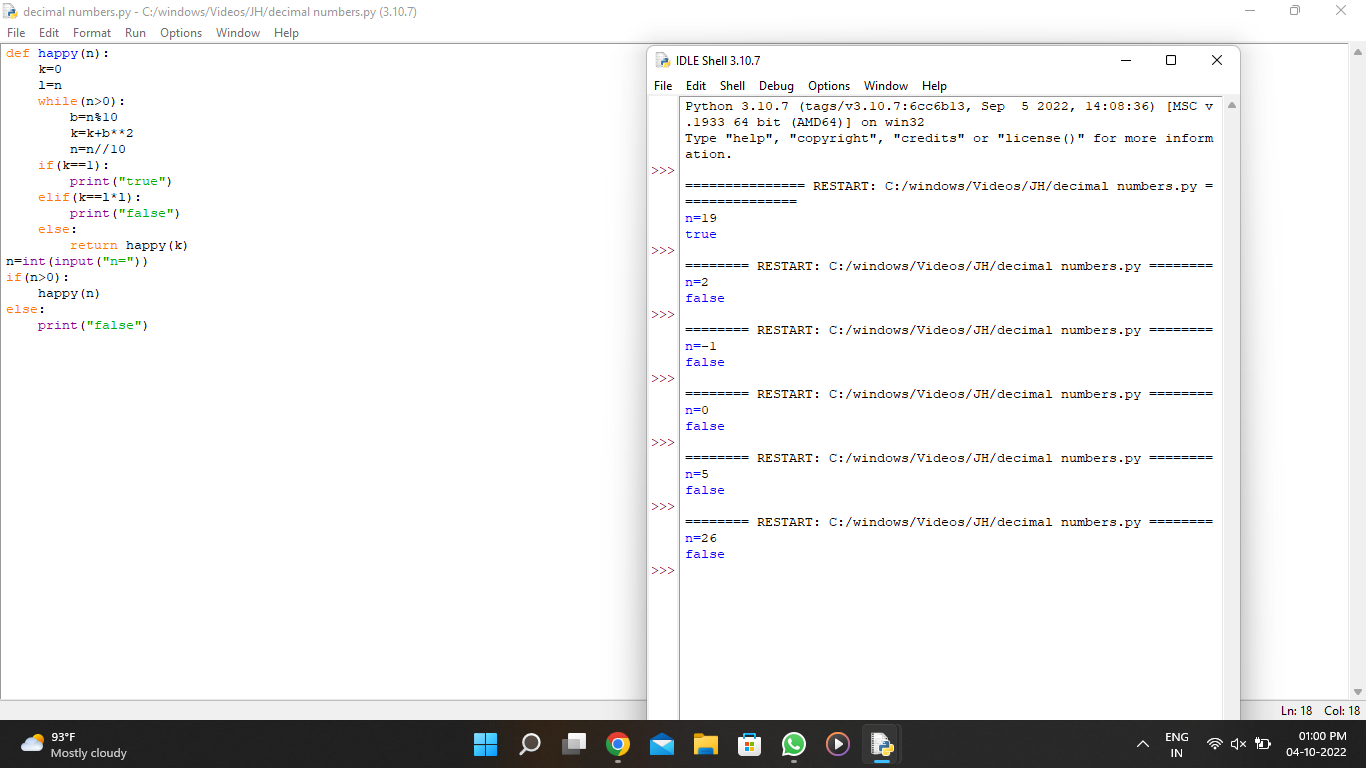 decimal numbers.py - C:/windows/Videos/JH/decimal numbers.py (3.10.7)
File Edit Format Run Options Window Help
def happy(n):
    k=0
    l=n
    while(n>0):
        b=n%10
        k=k+b**2
        n=n//10
    if(k==1):
        print("true")
    elif(k==l*l):
        print("false")
    else:
        return happy(k)
n=int(input("n="))
if(n>0):
    happy(n)
else:
    print("false")
IDLE Shell 3.10.7
File Edit Shell Debug Options Window Help
Python 3.10.7 (tags/v3.10.7:6cc6b13, Sep  5 2022, 14:08:36) [MSC v
.1933 64 bit (AMD64)] on win32
Type "help", "copyright", "credits" or "license()" for more inform
ation.
>>>
=============== RESTART: C:/windows/Videos/JH/decimal numbers.py =
==============
n=19
true
>>>
======== RESTART: C:/windows/Videos/JH/decimal numbers.py ========
n=2
false
>>>
======== RESTART: C:/windows/Videos/JH/decimal numbers.py ========
n=-1
false
>>>
======== RESTART: C:/windows/Videos/JH/decimal numbers.py ========
n=0
false
>>>
======== RESTART: C:/windows/Videos/JH/decimal numbers.py ========
n=5
false
>>>
======== RESTART: C:/windows/Videos/JH/decimal numbers.py ========
n=26
false
>>>
Ln: 18 Col: 18
93°F
Mostly cloudy
ENG
IN
01:00 PM
04-10-2022